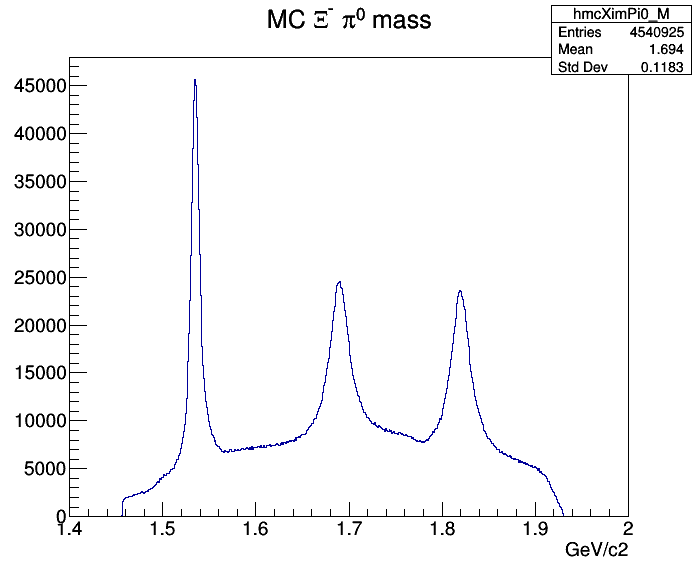 MC Ξ⁻ π⁰ mass
hmcXimPi0_M
Entries 4540925
Mean 1.694
Std Dev 0.1183
45000
40000
35000
30000
25000
20000
15000
10000
5000
0
1.4 1.5 1.6 1.7 1.8 1.9 2
GeV/c2